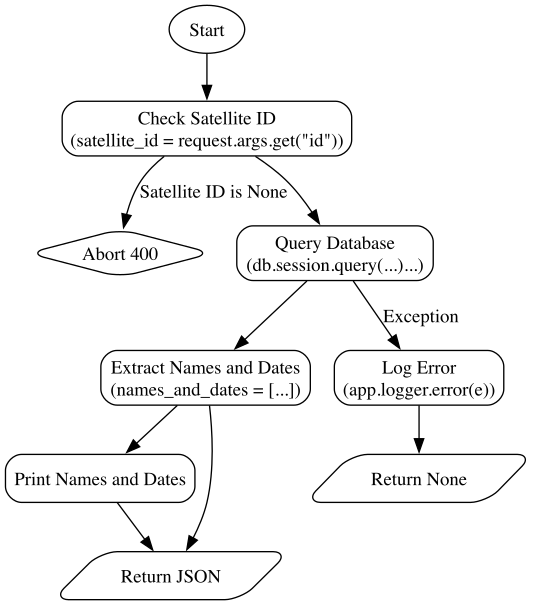 Start
Check Satellite ID
(satellite_id = request.args.get("id"))
Satellite ID is None
Abort 400
Query Database
(db.session.query(...)...)
Exception
Extract Names and Dates
(names_and_dates = [...])
Log Error
(app.logger.error(e))
Print Names and Dates
Return None
Return JSON